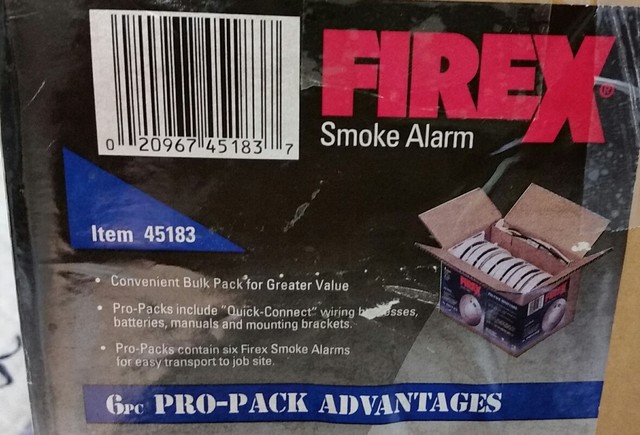 FIREX®
Smoke Alarm
0 20967 45183 7
Item 45183
• Convenient Bulk Pack for Greater Value
• Pro-Packs include "Quick-Connect" wiring
batteries, manuals and mounting brackets.
• Pro-Packs contain six Firex Smoke Alarms
for easy transport to job site.
FIREX
6PC PRO-PACK ADVANTAGES